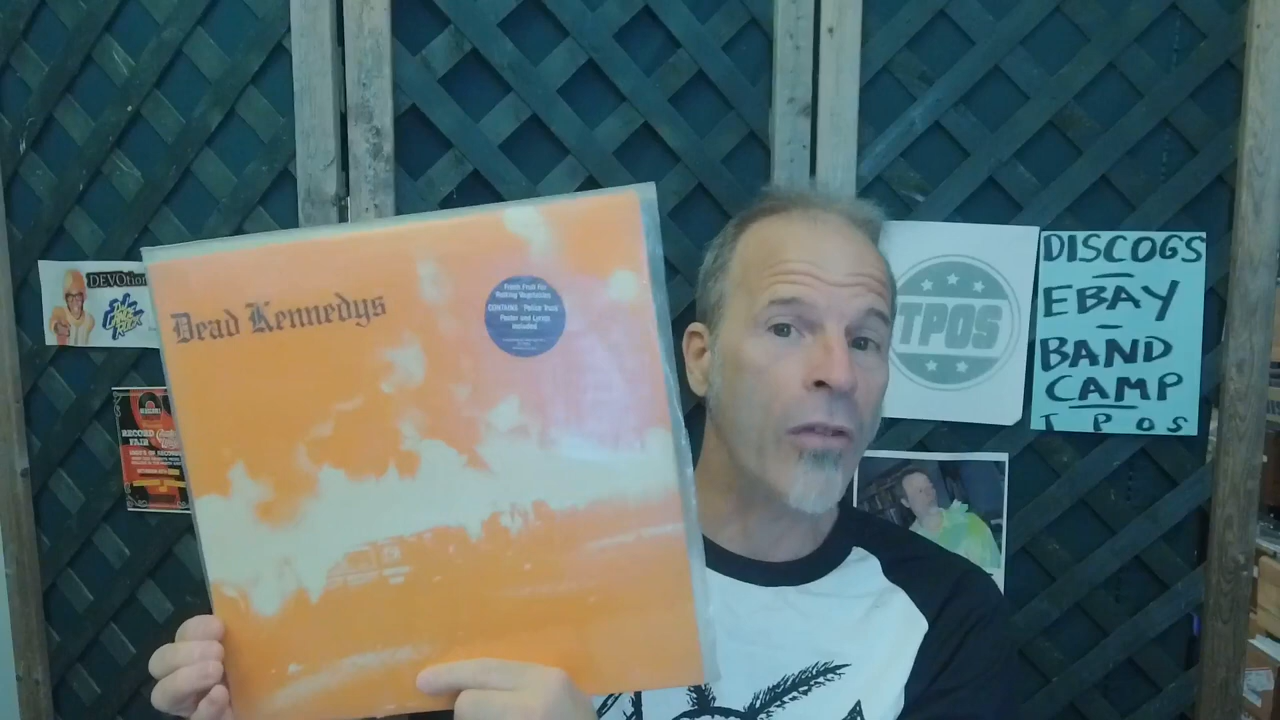 DEVOtion
RECORD
FAIR
Dead Kennedys
Fresh Fruit For
Rotting Vegetables
CONTAINS "Police Truck"
Poster and Lyrics
Included
TPOS
DISCOGS
EBAY
BAND
CAMP
TPOS